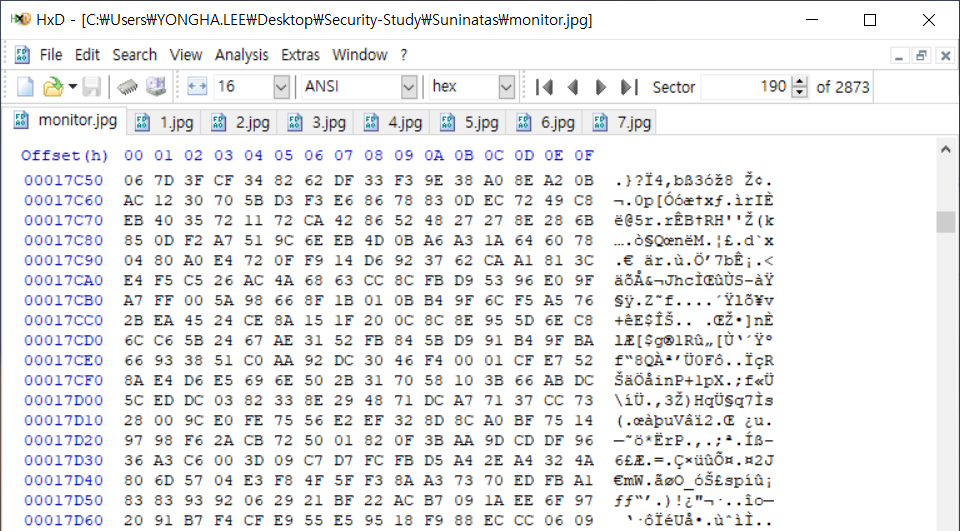 HxD - [C:₩Users₩YONGHA.LEE₩Desktop₩Security-Study₩Suninatas₩monitor.jpg]
File Edit Search View Analysis Extras Window ?
16 ANSI hex Sector 190 of 2873
monitor.jpg 1.jpg 2.jpg 3.jpg 4.jpg 5.jpg 6.jpg 7.jpg
Offset(h) 00 01 02 03 04 05 06 07 08 09 0A 0B 0C 0D 0E 0F
00017C50 06 7D 3F CF 34 82 62 DF 33 F3 9E 38 A0 8E A2 0B .}?Ï4‚bß3óž8 Ž¢.
00017C60 AC 12 30 70 5B D3 F3 E6 86 78 83 0D EC 72 49 C8 ¬.0p[Óóæ†xƒ.ìrIÈ
00017C70 EB 40 35 72 11 72 CA 42 86 52 48 27 27 8E 28 6B ë@5r.rÊB†RH''Ž(k
00017C80 85 0D F2 A7 51 9C 6E EB 4D 0B A6 A3 1A 64 60 78 ….ò§QœnëM.¦£.d`x
00017C90 04 80 A0 E4 72 0F F9 14 D6 92 37 62 CA A1 81 3C .€ är.ù.Ö’7bÊ¡.<
00017CA0 E4 F5 C5 26 AC 4A 68 63 CC 8C FB D9 53 96 E0 9F äõÅ&¬JhcÌŒûÙS–àŸ
00017CB0 A7 FF 00 5A 98 66 8F 1B 01 0B B4 9F 6C F5 A5 76 §ÿ.Z˜f....´Ÿlõ¥v
00017CC0 2B EA 45 24 CE 8A 15 1F 20 0C 8C 8E 95 5D 6E C8 +êE$ÎŠ.. .ŒŽ•]nÈ
00017CD0 6C C6 5B 24 67 AE 31 52 FB 84 5B D9 91 B4 9F BA lÆ[$g®1Rû„[Ù‘´Ÿº
00017CE0 66 93 38 51 C0 AA 92 DC 30 46 F4 00 01 CF E7 52 f“8QÀª’Ü0Fô..ÏçR
00017CF0 8A E4 D6 E5 69 6E 50 2B 31 70 58 10 3B 66 AB DC ŠäÖåinP+1pX.;f«Ü
00017D00 5C ED DC 03 82 33 8E 29 48 71 DC A7 71 37 CC 73 \íÜ.‚3Ž)HqÜ§q7Ìs
00017D10 28 00 9C E0 FE 75 56 E2 EF 32 8D 8C A0 BF 75 14 (.œàþuVâï2.Œ ¿u.
00017D20 97 98 F6 2A CB 72 50 01 82 0F 3B AA 9D CD DF 96 —˜ö*ËrP.‚.;ª.Íß–
00017D30 36 A3 C6 00 3D 09 C7 D7 FC FB D5 A4 2E A4 32 4A 6£Æ.=.Ç×üûÕ¤.¤2J
00017D40 80 6D 57 04 E3 F8 4F 5F F3 8A A3 73 70 ED FB A1 €mW.ãøO_óŠ£spíû¡
00017D50 83 83 93 92 06 29 21 BF 22 AC B7 09 1A EE 6F 97 ƒƒ“’.)!¿"¬·..îo—
00017D60 20 91 B7 F4 CF E9 55 E5 95 18 F9 88 EC CC 06 09 ‘·ôÏéUå•.ùˆìÌ..